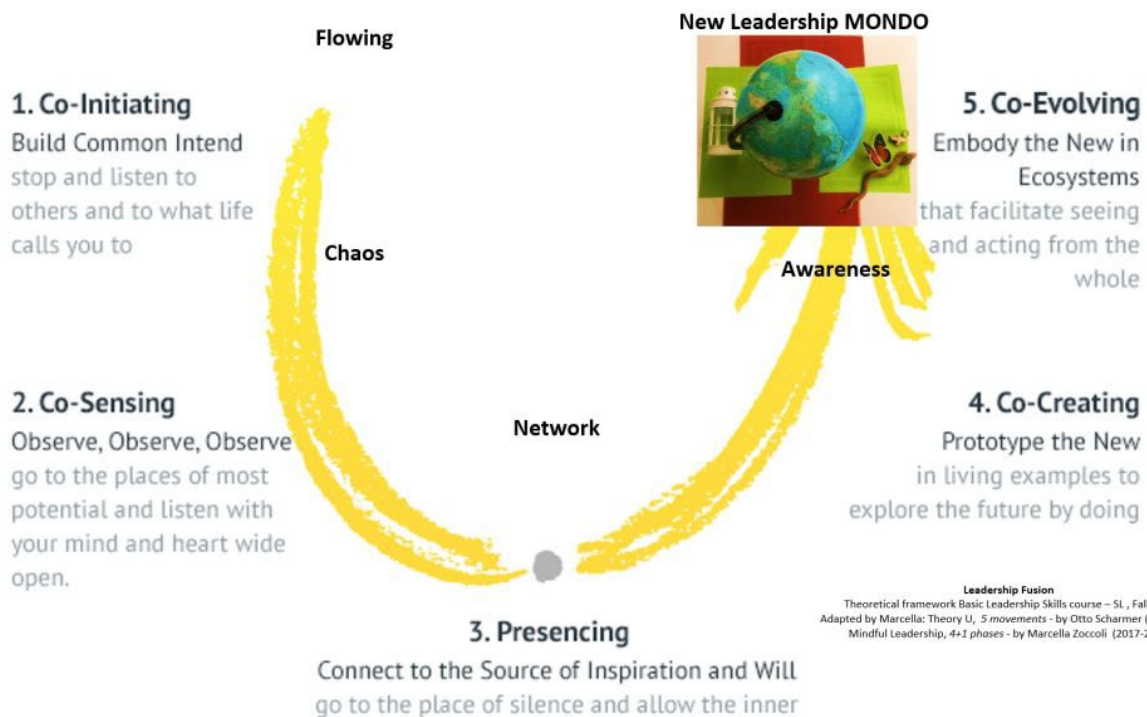 Flowing
New Leadership MONDO
1. Co-Initiating
Build Common Intend
stop and listen to
others and to what life
calls you to
5. Co-Evolving
Embody the New in
Ecosystems
that facilitate seeing
and acting from the
whole
Chaos
Awareness
2. Co-Sensing
Observe, Observe, Observe
go to the places of most
potential and listen with
your mind and heart wide
open.
Network
4. Co-Creating
Prototype the New
in living examples to
explore the future by doing
Leadership Fusion
Theoretical framework Basic Leadership Skills course – SL , Fal
Adapted by Marcella: Theory U, 5 movements - by Otto Scharmer (
Mindful Leadership, 4+1 phases - by Marcella Zoccoli (2017-2
3. Presencing
Connect to the Source of Inspiration and Will
go to the place of silence and allow the inner